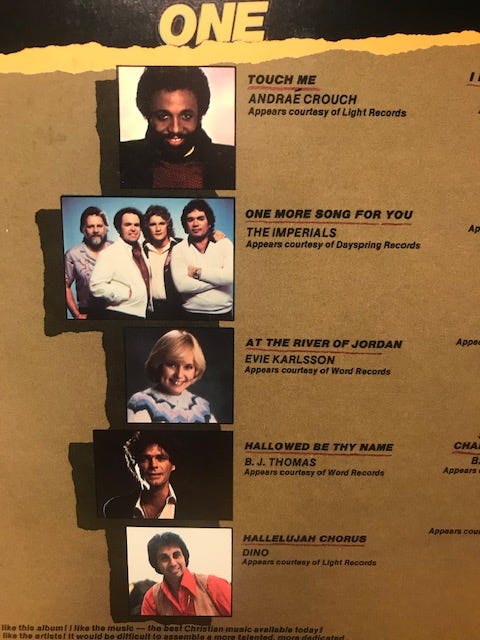 ONE
TOUCH ME
ANDRAÉ CROUCH
Appears courtesy of Light Records
ONE MORE SONG FOR YOU
THE IMPERIALS
Appears courtesy of Dayspring Records
AT THE RIVER OF JORDAN
EVIE KARLSSON
Appears courtesy of Word Records
HALLOWED BE THY NAME
B.J. THOMAS
Appears courtesy of Word Records
HALLELUJAH CHORUS
DINO
Appears courtesy of Light Records
CHA
B.
Appears
Appears cou
like this album! I like the music — the best Christian music available today!
like the artists! It would be difficult to assemble a more talented, more dedicated